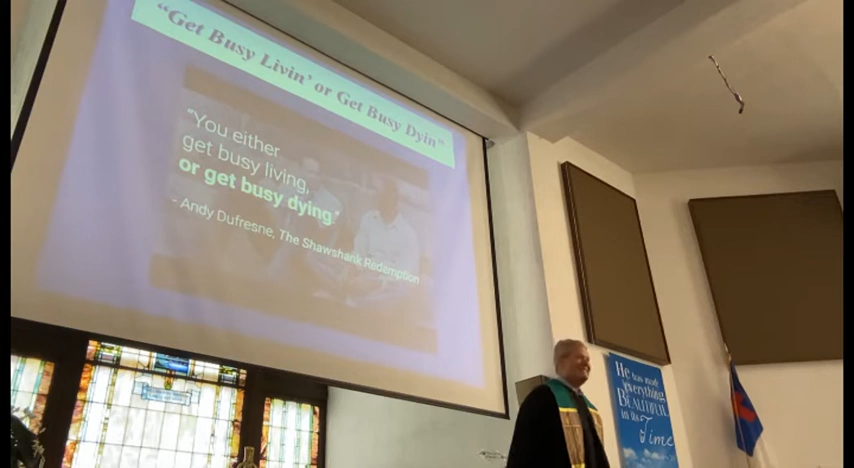 “Get Busy Livin’ or Get Busy Dyin”
“You either
get busy living,
or get busy dying.”
- Andy Dufresne, The Shawshank Redemption
He has made
everything
BEAUTIFUL
in its
Time